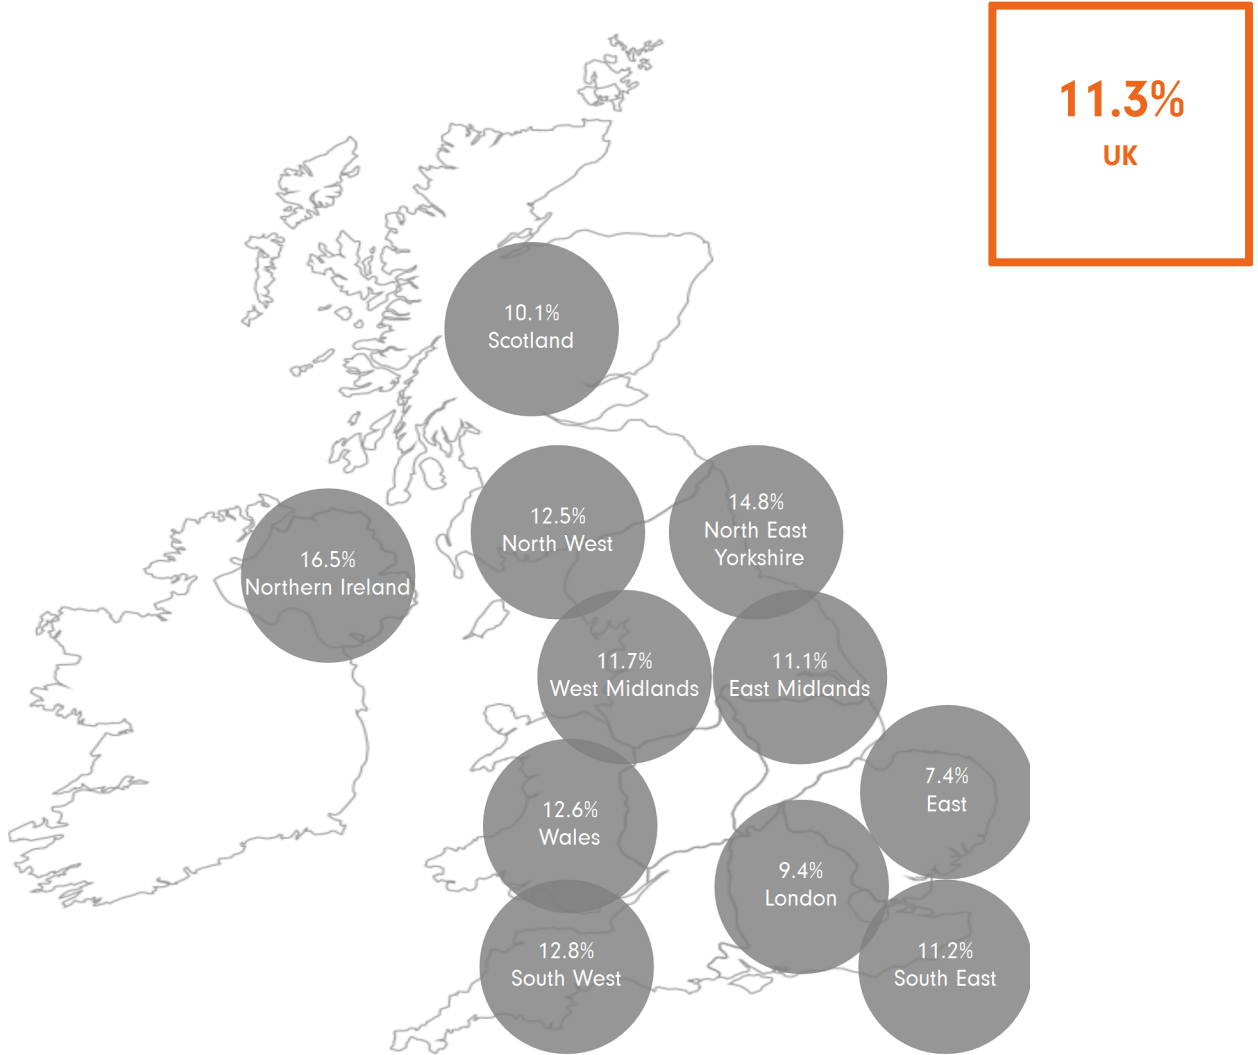 11.3%
UK
10.1%
Scotland
12.5%
North West
14.8%
North East
Yorkshire
16.5%
Northern Ireland
11.7%
West Midlands
11.1%
East Midlands
7.4%
East
12.6%
Wales
9.4%
London
12.8%
South West
11.2%
South East